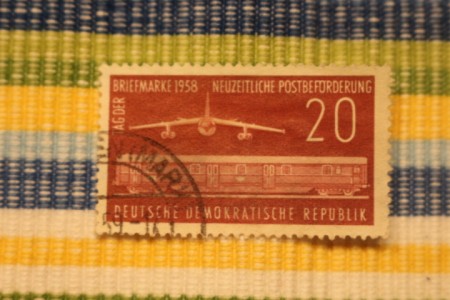 TAG DER BRIEFMARKE 1958 NEUZEITLICHE POSTBEFÖRDERUNG
20
DEUTSCHE DEMOKRATISCHE REPUBLIK